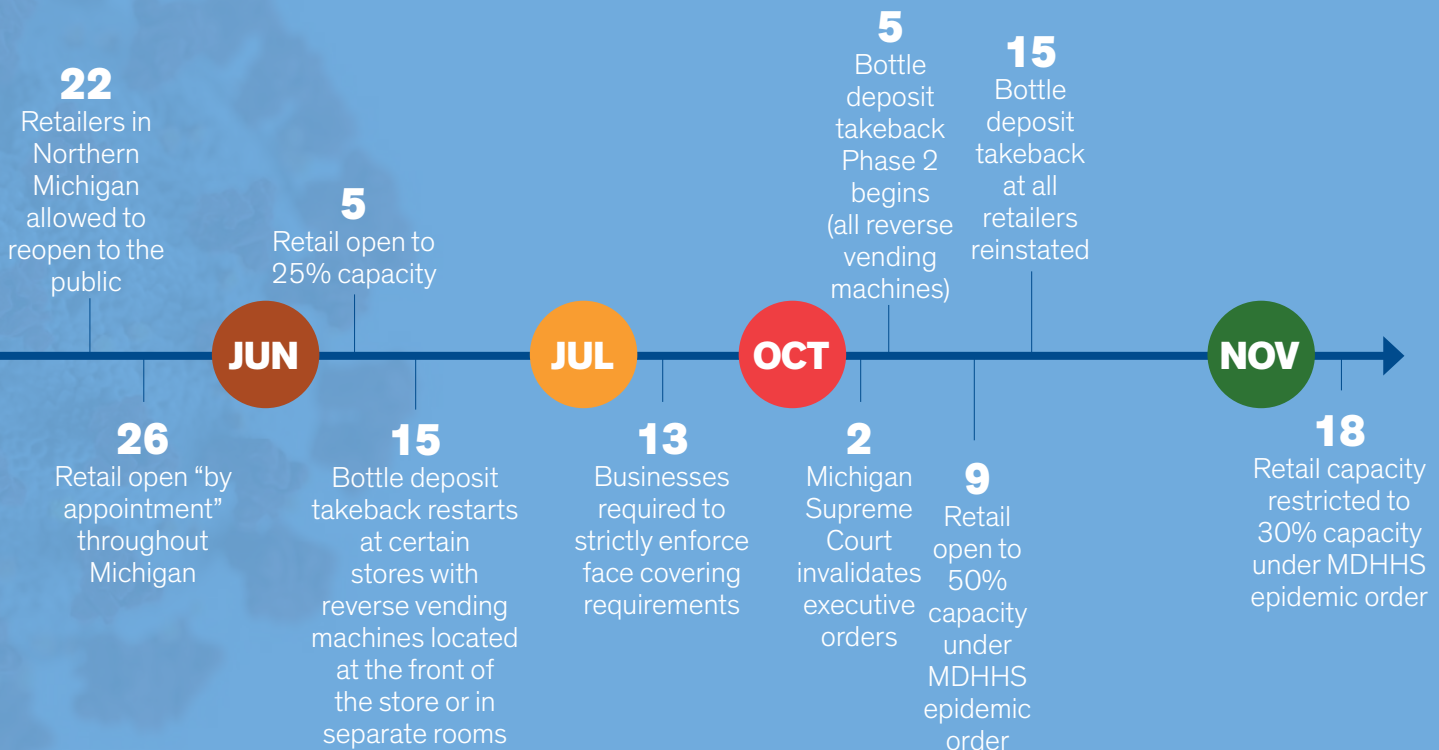 22
Retailers in
Northern
Michigan
allowed to
reopen to the
public
26
Retail open “by
appointment”
throughout
Michigan
JUN
5
Retail open to
25% capacity
15
Bottle deposit
takeback restarts
at certain
stores with
reverse vending
machines located
at the front of
the store or in
separate rooms
JUL
13
Businesses
required to
strictly enforce
face covering
requirements
OCT
2
Michigan
Supreme
Court
invalidates
executive
orders
5
Bottle
deposit
takeback
Phase 2
begins
(all reverse
vending
machines)
9
Retail
open to
50%
capacity
under
MDHHS
epidemic
order
15
Bottle
deposit
takeback
at all
retailers
reinstated
NOV
18
Retail capacity
restricted to
30% capacity
under MDHHS
epidemic order